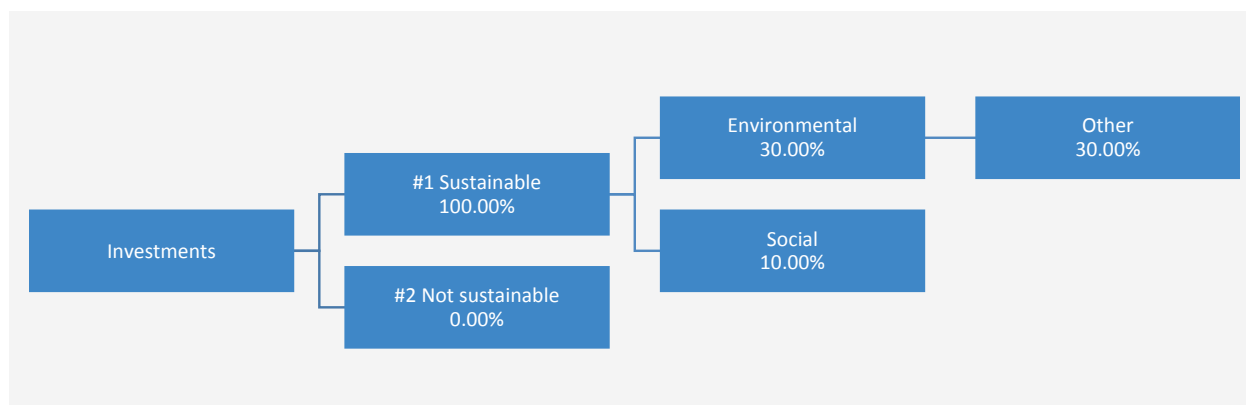 Investments
#1 Sustainable
100.00%
#2 Not sustainable
0.00%
Environmental
30.00%
Social
10.00%
Other
30.00%